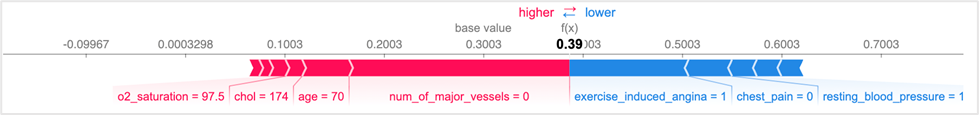 higher ⇄ lower
base value f(x)
-0.09967 0.0003298 0.1003 0.2003 0.3003 0.39003 0.5003 0.6003 0.7003
o2_saturation = 97.5 chol = 174 age = 70 num_of_major_vessels = 0 exercise_induced_angina = 1 chest_pain = 0 resting_blood_pressure = 1